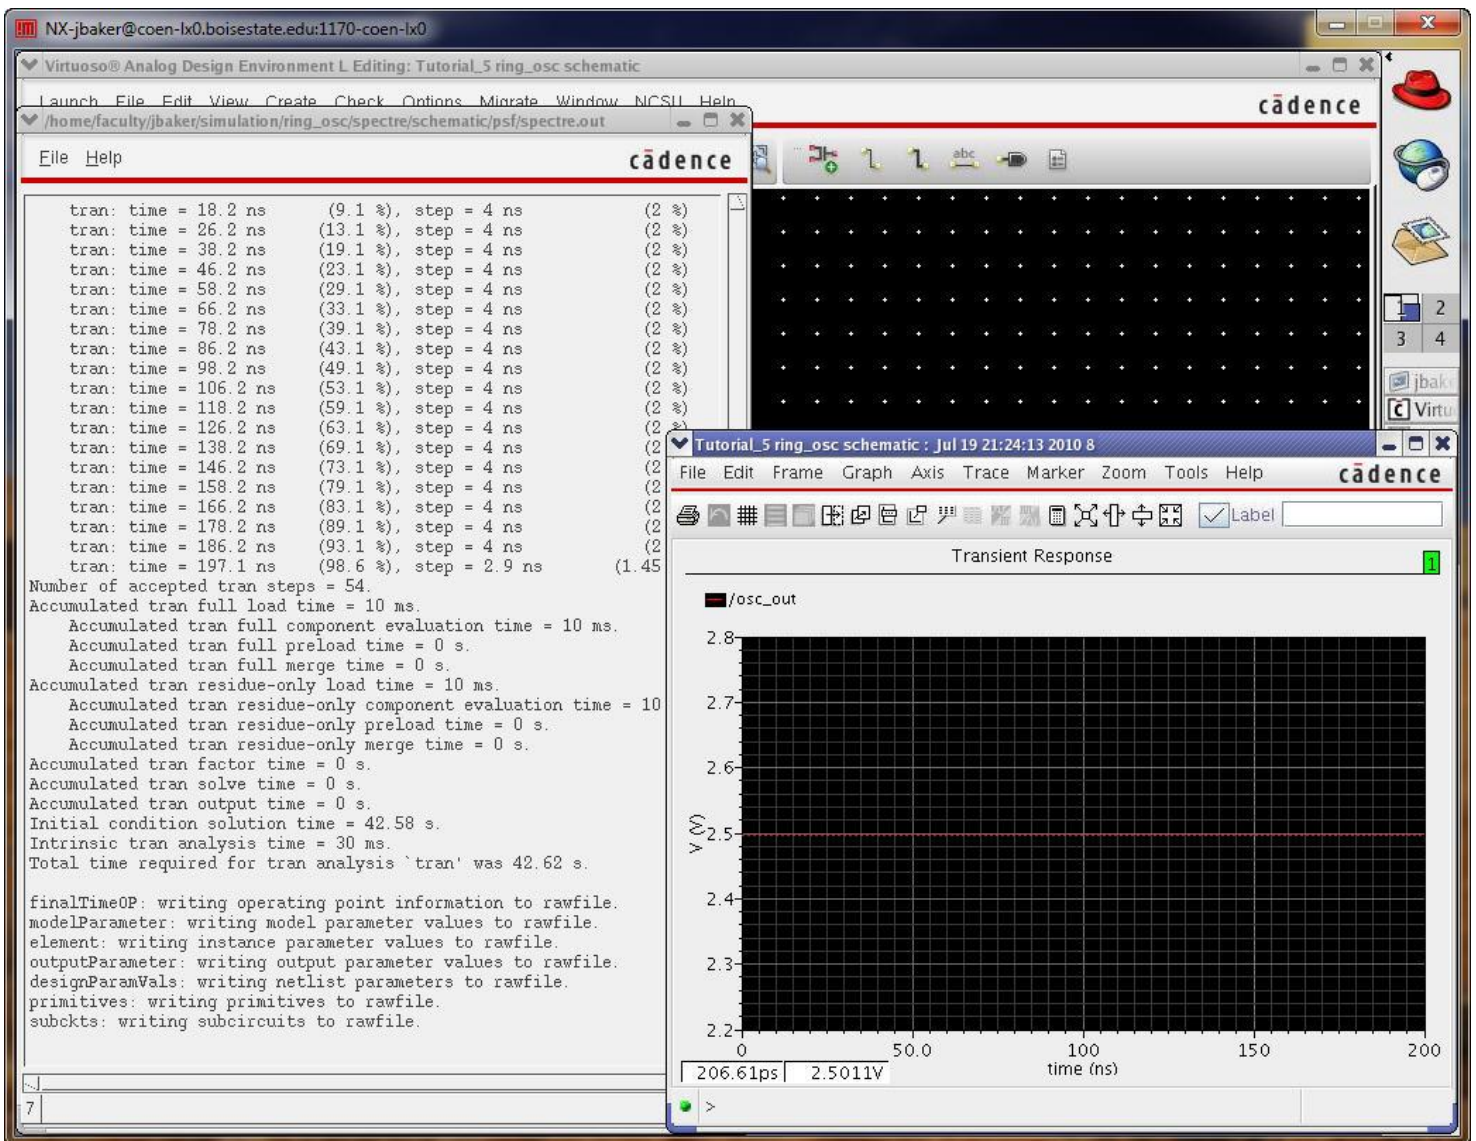 NX-jbaker@coen-lx0.boisestate.edu:1170-coen-lx0
Virtuoso® Analog Design Environment L Editing: Tutorial_5 ring_osc schematic
Launch File Edit View Create Check Options Migrate Window NCSU Help
cādence
/home/faculty/jbaker/simulation/ring_osc/spectre/schematic/psf/spectre.out
File Help
cādence
abc
tran: time = 18.2 ns (9.1 %), step = 4 ns (2 %)
tran: time = 26.2 ns (13.1 %), step = 4 ns (2 %)
tran: time = 38.2 ns (19.1 %), step = 4 ns (2 %)
tran: time = 46.2 ns (23.1 %), step = 4 ns (2 %)
tran: time = 58.2 ns (29.1 %), step = 4 ns (2 %)
tran: time = 66.2 ns (33.1 %), step = 4 ns (2 %)
tran: time = 78.2 ns (39.1 %), step = 4 ns (2 %)
tran: time = 86.2 ns (43.1 %), step = 4 ns (2 %)
tran: time = 98.2 ns (49.1 %), step = 4 ns (2 %)
tran: time = 106.2 ns (53.1 %), step = 4 ns (2 %)
tran: time = 118.2 ns (59.1 %), step = 4 ns (2 %)
tran: time = 126.2 ns (63.1 %), step = 4 ns (2 %)
tran: time = 138.2 ns (69.1 %), step = 4 ns (2
tran: time = 146.2 ns (73.1 %), step = 4 ns (2
tran: time = 158.2 ns (79.1 %), step = 4 ns (2
tran: time = 166.2 ns (83.1 %), step = 4 ns (2
tran: time = 178.2 ns (89.1 %), step = 4 ns (2
tran: time = 186.2 ns (93.1 %), step = 4 ns (2
tran: time = 197.1 ns (98.6 %), step = 2.9 ns (1.45
Number of accepted tran steps = 54.
Accumulated tran full load time = 10 ms.
Accumulated tran full component evaluation time = 10 ms.
Accumulated tran full preload time = 0 s.
Accumulated tran full merge time = 0 s.
Accumulated tran residue-only load time = 10 ms.
Accumulated tran residue-only component evaluation time = 10
Accumulated tran residue-only preload time = 0 s.
Accumulated tran residue-only merge time = 0 s.
Accumulated tran factor time = 0 s.
Accumulated tran solve time = 0 s.
Accumulated tran output time = 0 s.
Initial condition solution time = 42.58 s.
Intrinsic tran analysis time = 30 ms.
Total time required for tran analysis `tran' was 42.62 s.
finalTimeOP: writing operating point information to rawfile.
modelParameter: writing model parameter values to rawfile.
element: writing instance parameter values to rawfile.
outputParameter: writing output parameter values to rawfile.
designParamVals: writing netlist parameters to rawfile.
primitives: writing primitives to rawfile.
subckts: writing subcircuits to rawfile.
7
1 2
3 4
jbak
Virtu
Tutorial_5 ring_osc schematic : Jul 19 21:24:13 2010 8
File Edit Frame Graph Axis Trace Marker Zoom Tools Help
cādence
Label
Transient Response
1
/osc_out
2.8
2.7
2.6
2.5
2.4
2.3
2.2
V (V)
0 50.0 100 150 200
time (ns)
206.61ps 2.5011V
>